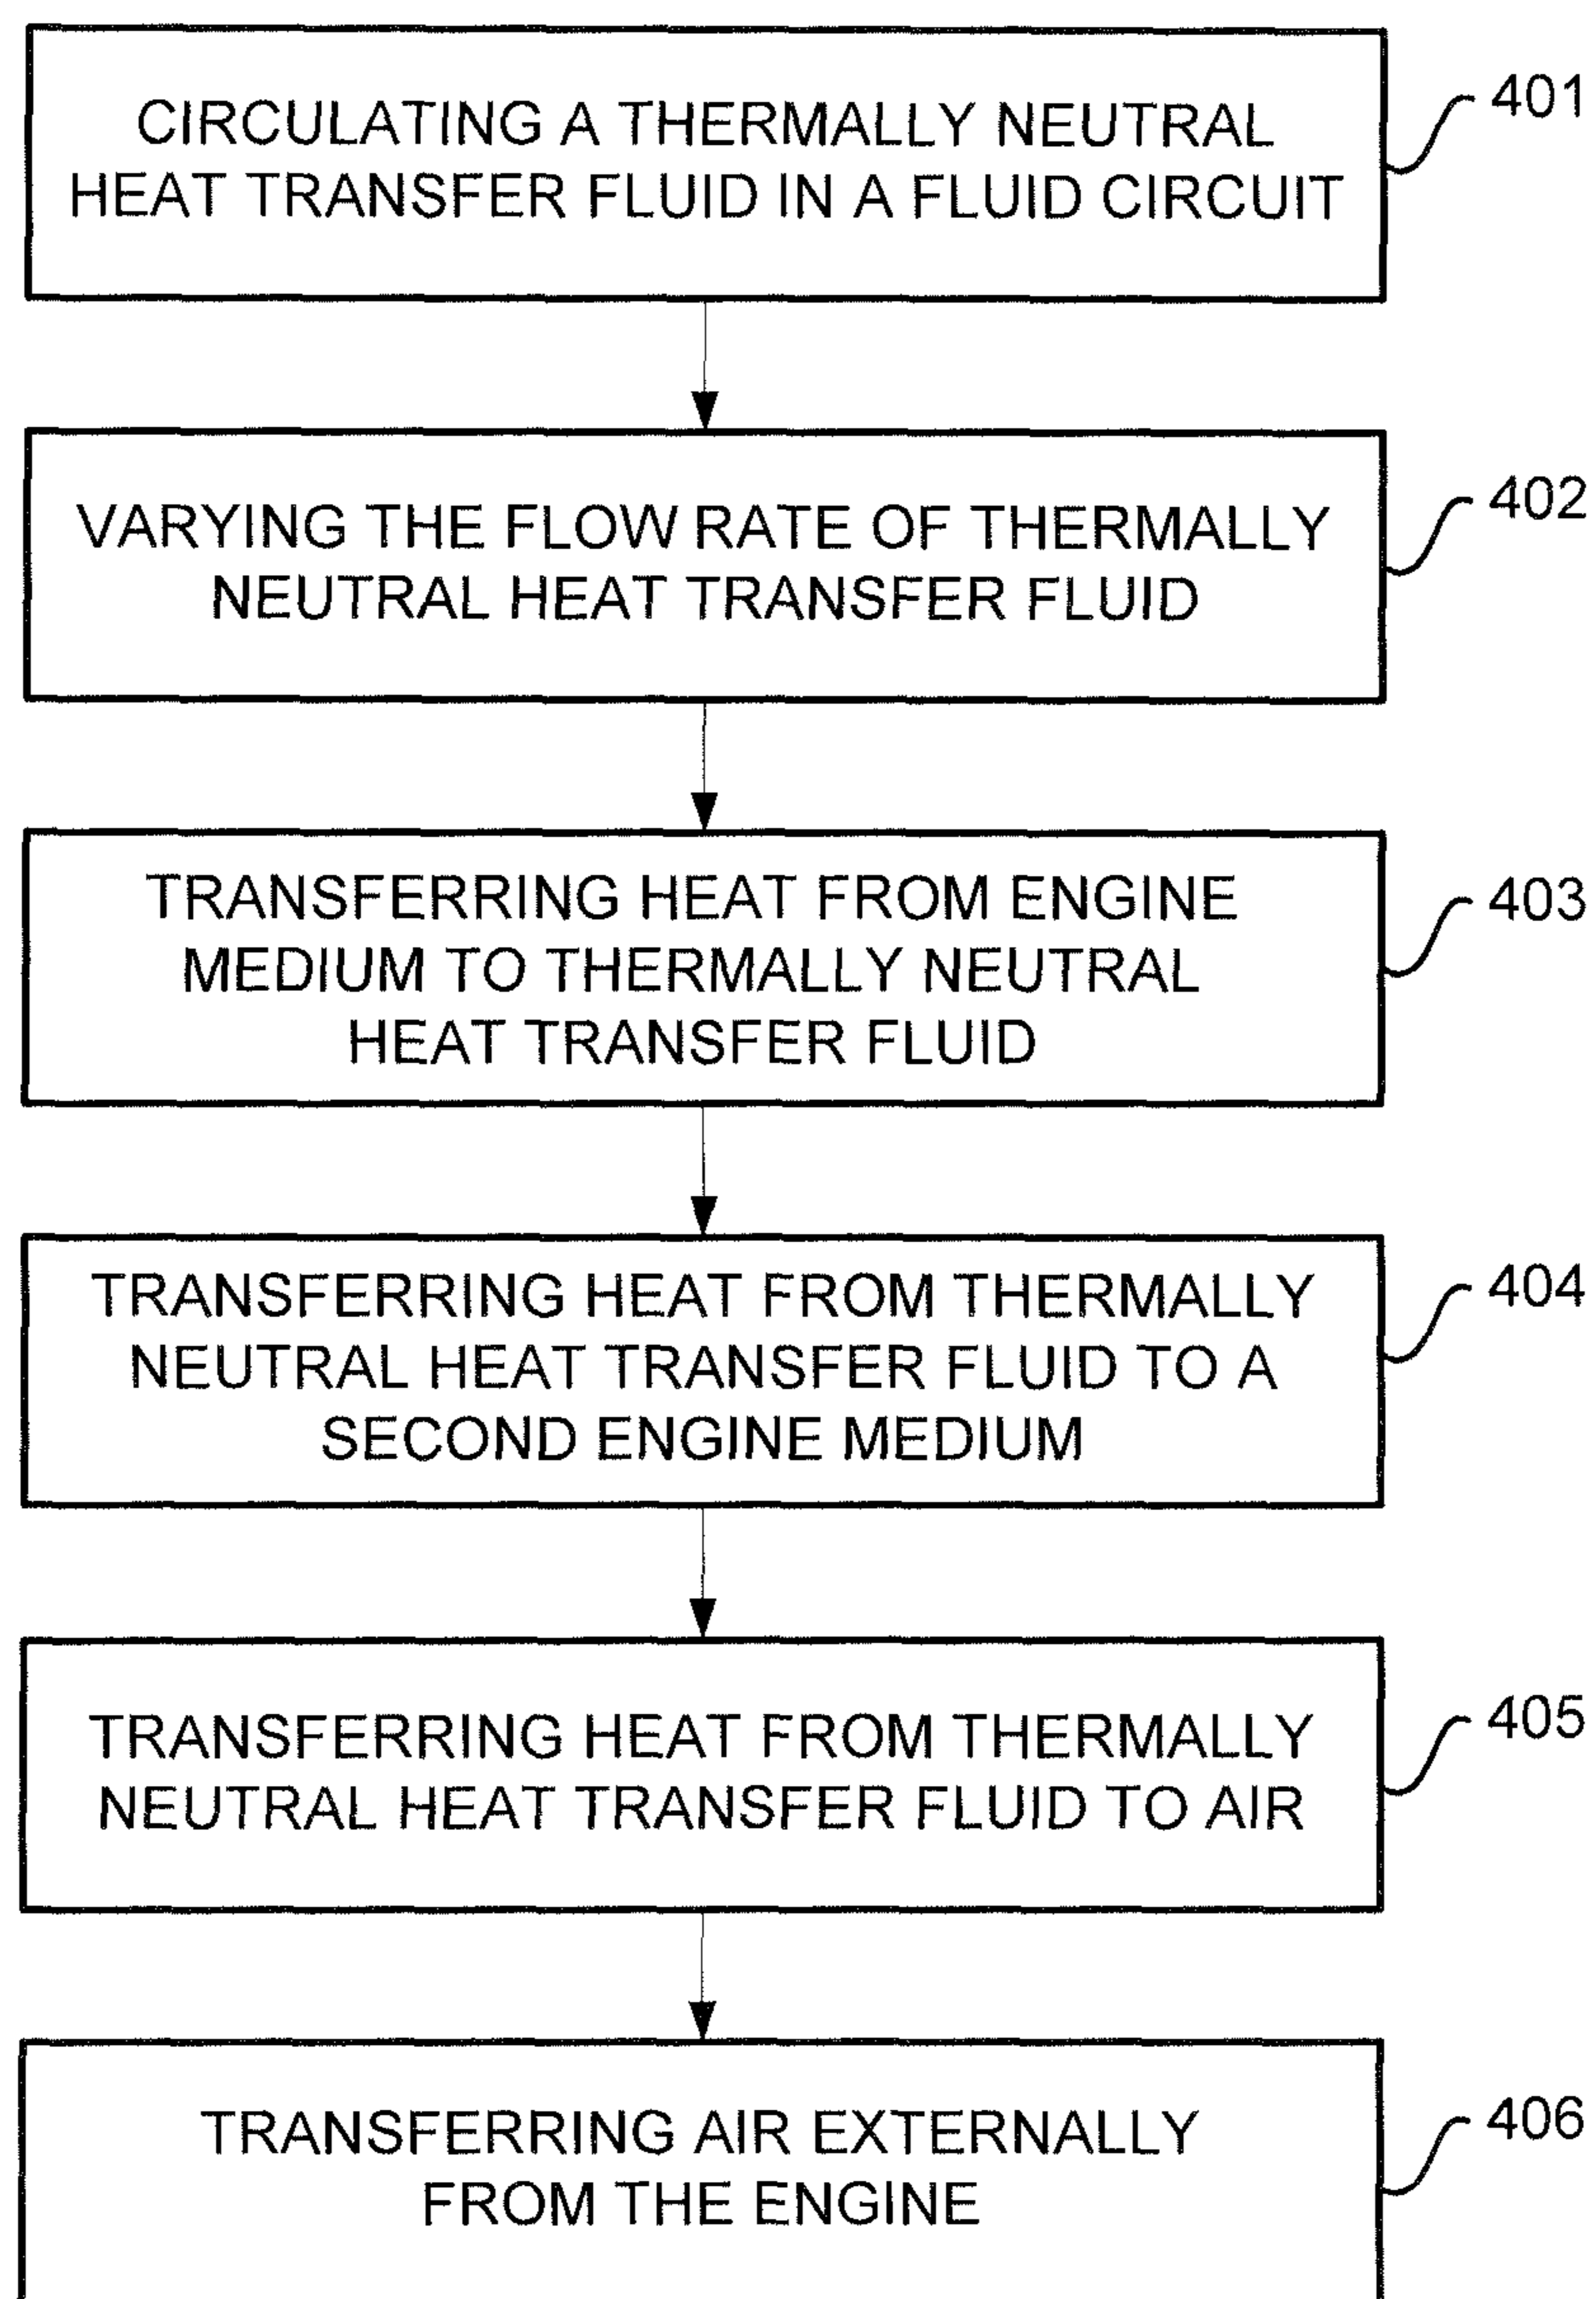 CIRCULATING A THERMALLY NEUTRAL
HEAT TRANSFER FLUID IN A FLUID CIRCUIT
401
VARYING THE FLOW RATE OF THERMALLY
NEUTRAL HEAT TRANSFER FLUID
402
TRANSFERRING HEAT FROM ENGINE
MEDIUM TO THERMALLY NEUTRAL
HEAT TRANSFER FLUID
403
TRANSFERRING HEAT FROM THERMALLY
NEUTRAL HEAT TRANSFER FLUID TO A
SECOND ENGINE MEDIUM
404
TRANSFERRING HEAT FROM THERMALLY
NEUTRAL HEAT TRANSFER FLUID TO AIR
405
TRANSFERRING AIR EXTERNALLY
FROM THE ENGINE
406